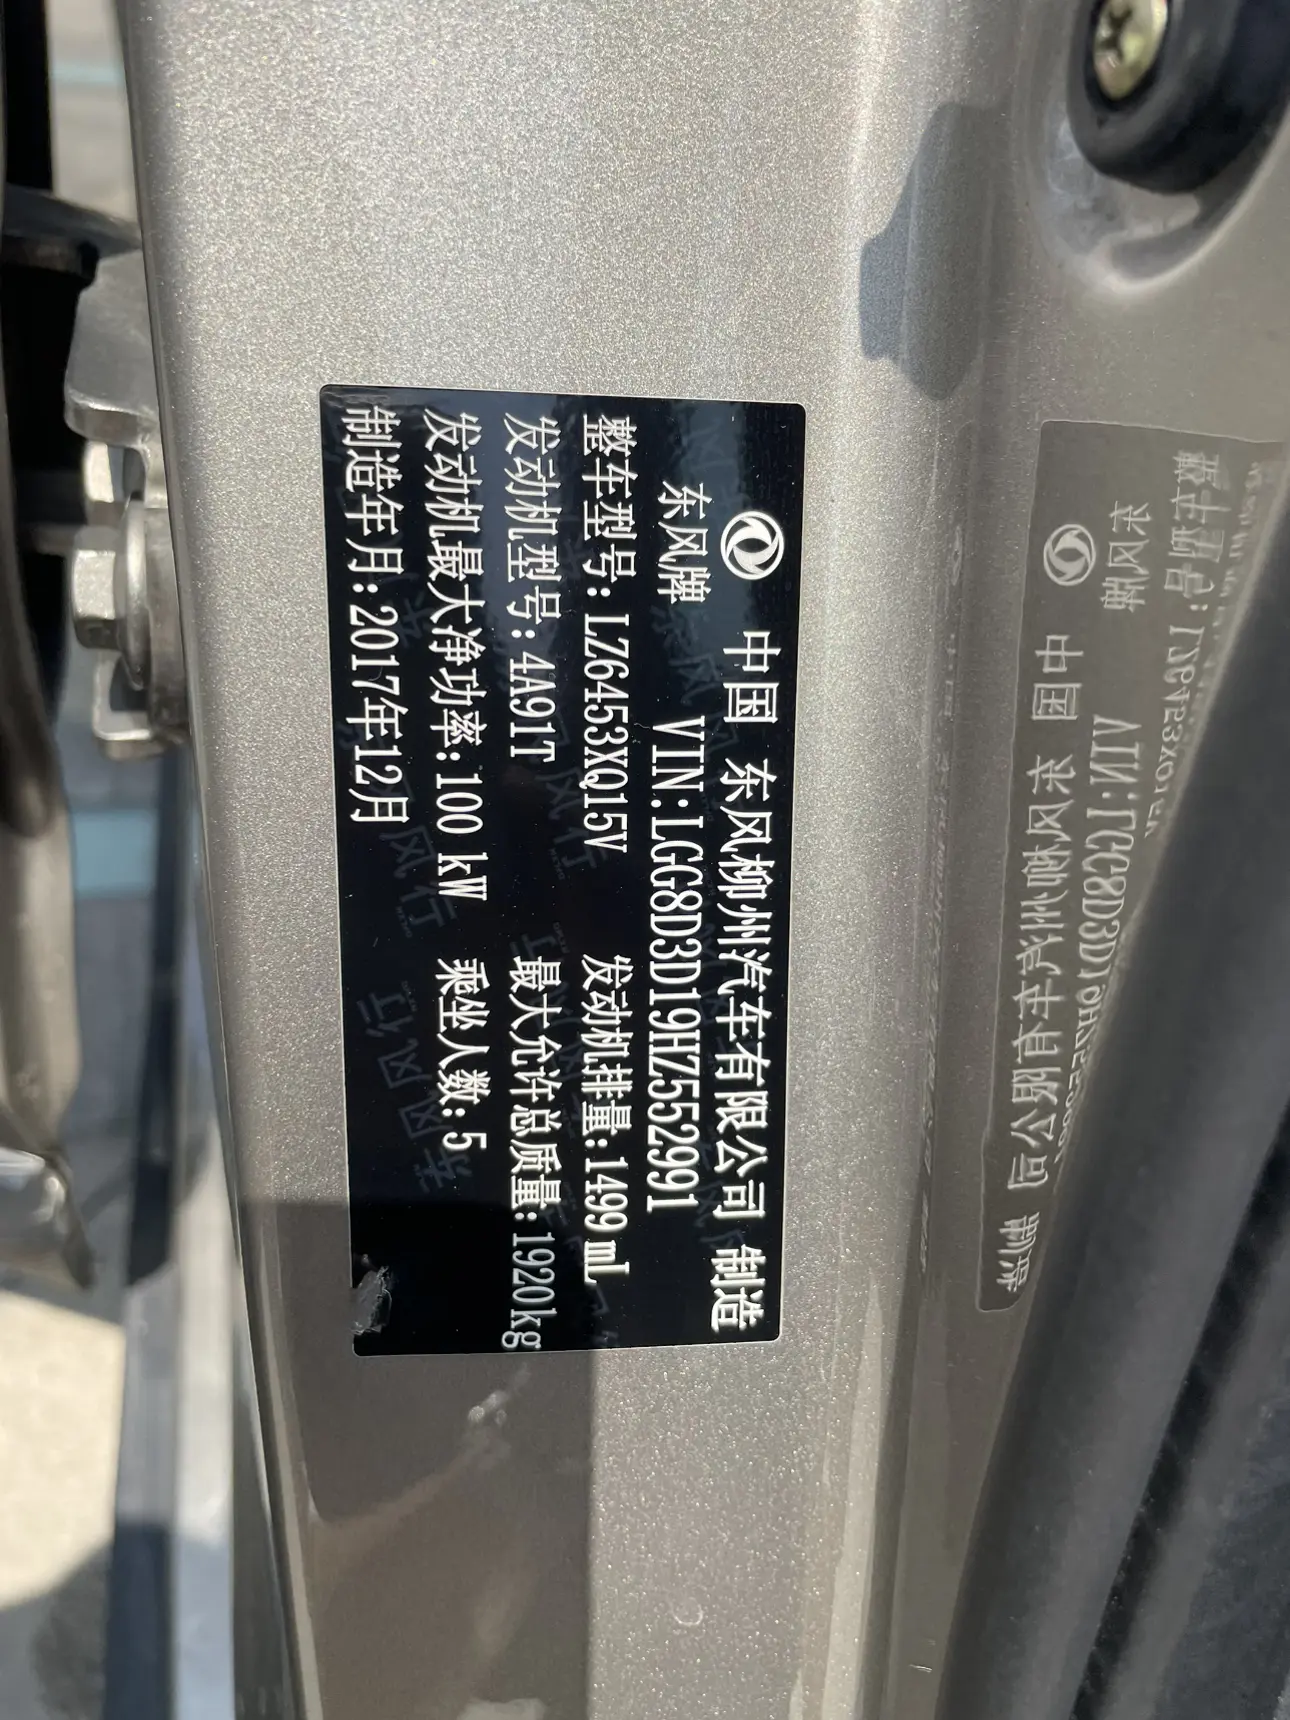 中国 东风柳州汽车有限公司 制造
东风牌 VIN:LGG8D3D19HZ552991
整车型号:LZ6453XQ15V 发动机排量:1499 mL
发动机型号:4A91T 最大允许总质量:1920kg
发动机最大净功率:100 kW 乘坐人数:5
制造年月:2017年12月